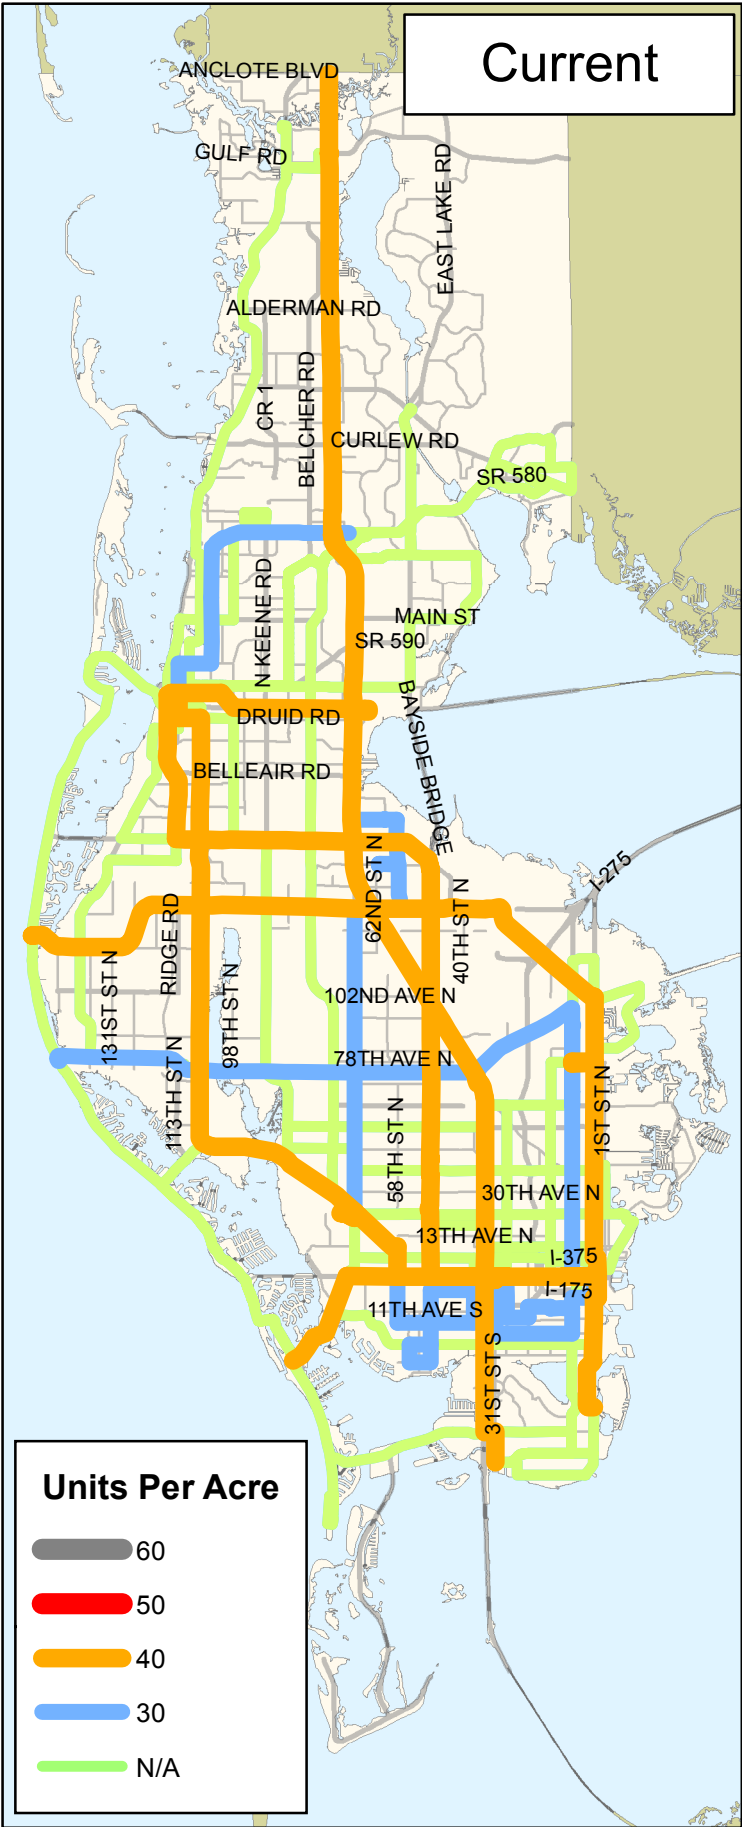 Current
ANCLOTE BLVD
GULF RD
EAST LAKE RD
ALDERMAN RD
CR 1
BELCHER RD
CURLEW RD
SR 580
N KEENE RD
MAIN ST
SR 590
DRUID RD
BAYSIDE BRIDGE
BELLEAIR RD
I-275
62ND ST N
40TH ST N
RIDGE RD
131ST ST N
98TH ST N
102ND AVE N
113TH ST N
78TH AVE N
58TH ST N
1ST ST N
30TH AVE N
13TH AVE N
I-375
I-175
11TH AVE S
31ST ST S
Units Per Acre
60
50
40
30
N/A